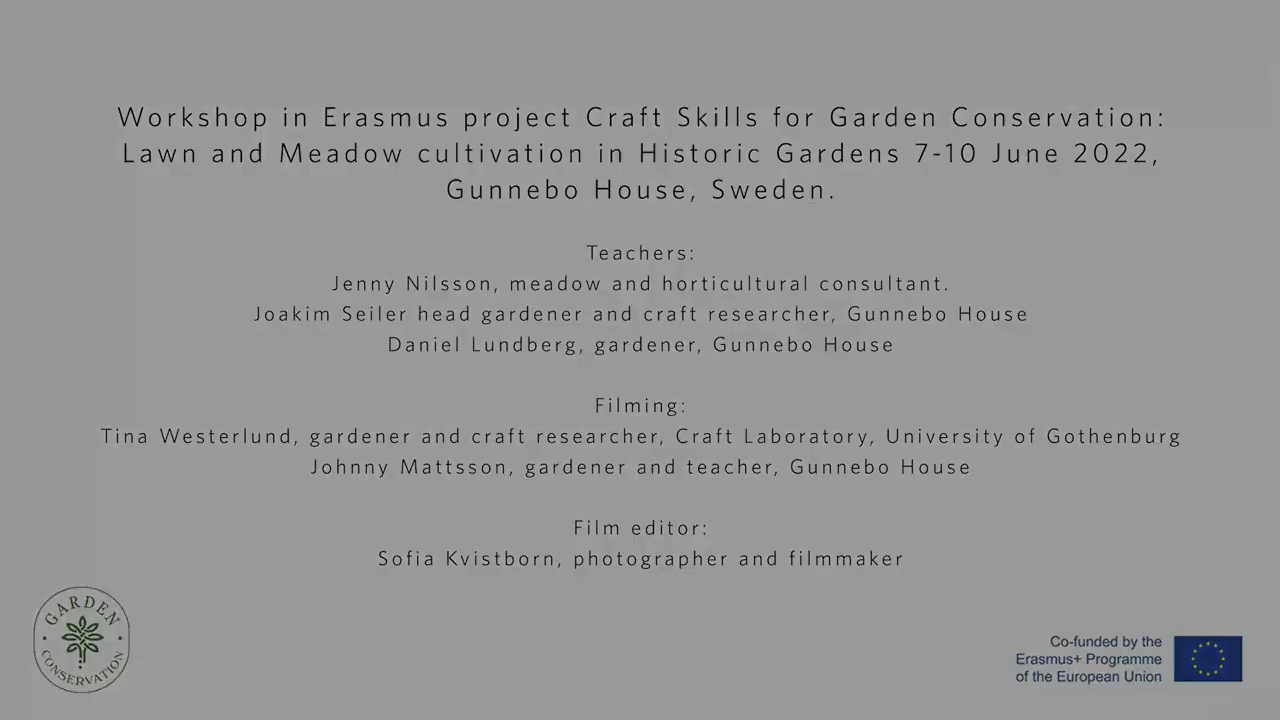 Workshop in Erasmus project Craft Skills for Garden Conservation:
Lawn and Meadow cultivation in Historic Gardens 7-10 June 2022,
Gunnebo House, Sweden.
Teachers:
Jenny Nilsson, meadow and horticultural consultant.
Joakim Seiler head gardener and craft researcher, Gunnebo House
Daniel Lundberg, gardener, Gunnebo House
Filming:
Tina Westerlund, gardener and craft researcher, Craft Laboratory, University of Gothenburg
Johnny Mattsson, gardener and teacher, Gunnebo House
Film editor:
Sofia Kvistborn, photographer and filmmaker
GARDEN
CONSERVATION
Co-funded by the
Erasmus+ Programme
of the European Union